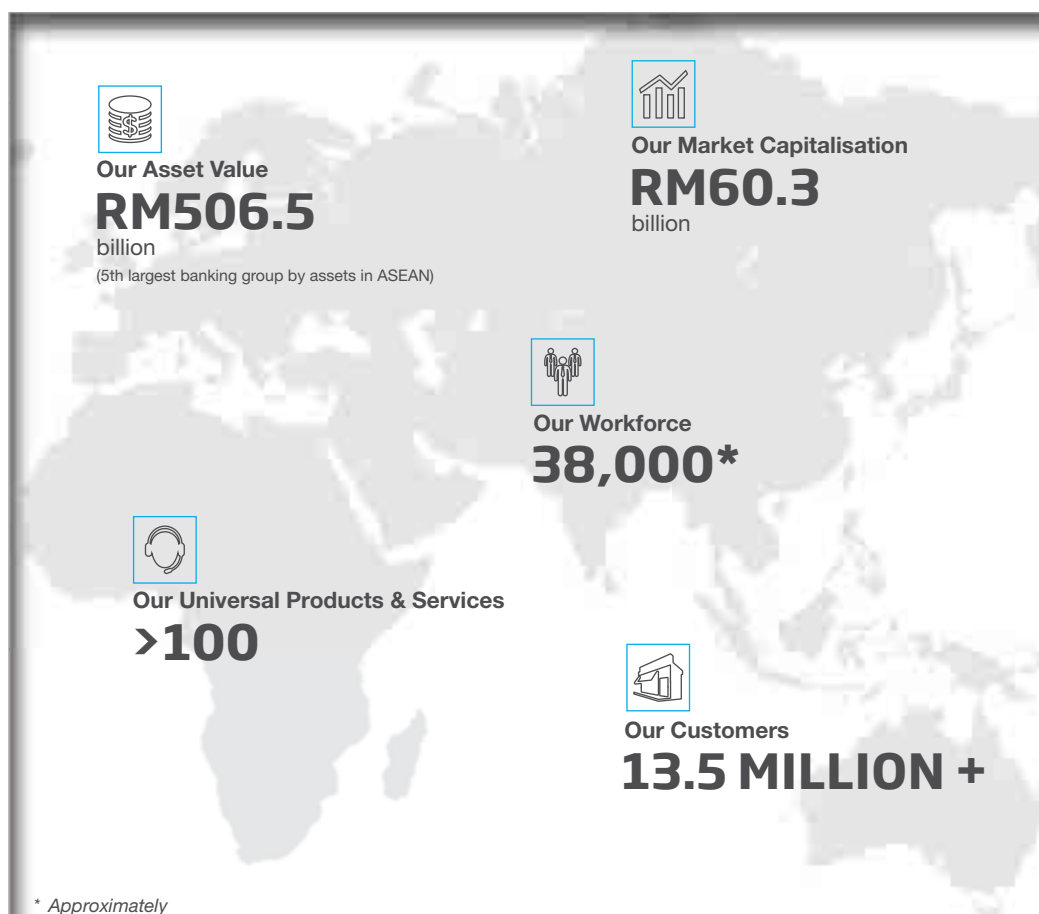 Our Asset Value
RM506.5
billion
(5th largest banking group by assets in ASEAN)
Our Market Capitalisation
RM60.3
billion
Our Workforce
38,000*
Our Universal Products & Services
>100
Our Customers
13.5 MILLION +
* Approximately